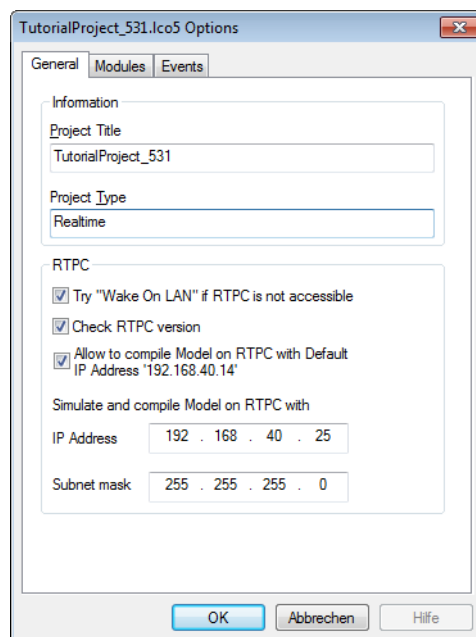 TutorialProject_531.lco5 Options
General Modules Events
Information
Project Title
TutorialProject_531
Project Type
Realtime
RTPC
Try "Wake On LAN" if RTPC is not accessible
Check RTPC version
Allow to compile Model on RTPC with Default
IP Address '192.168.40.14'
Simulate and compile Model on RTPC with
IP Address 192 . 168 . 40 . 25
Subnet mask 255 . 255 . 255 . 0
OK Abbrechen Hilfe